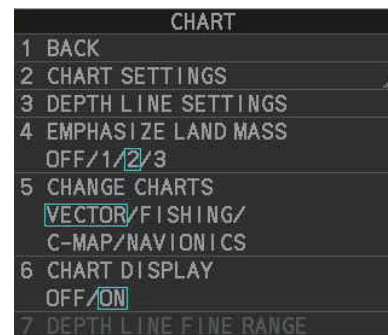 CHART
1 BACK
2 CHART SETTINGS
3 DEPTH LINE SETTINGS
4 EMPHASIZE LAND MASS
OFF/1/2/3
5 CHANGE CHARTS
VECTOR/FISHING/
C-MAP/NAVIONICS
6 CHART DISPLAY
OFF/ON
7 DEPTH LINE FINE RANGE